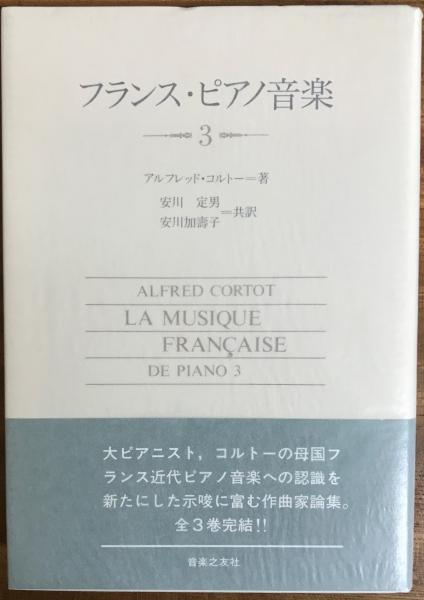 フランス・ピアノ音楽
3
アルフレッド・コルトー=著
安川 定男
安川加壽子
=共訳
ALFRED CORTOT
LA MUSIQUE
FRANÇAISE
DE PIANO 3
大ピアニスト，コルトーの母国フ
ランス近代ピアノ音楽への認識を
新たにした示唆に富む作曲家論集。
全3巻完結!!
音楽之友社